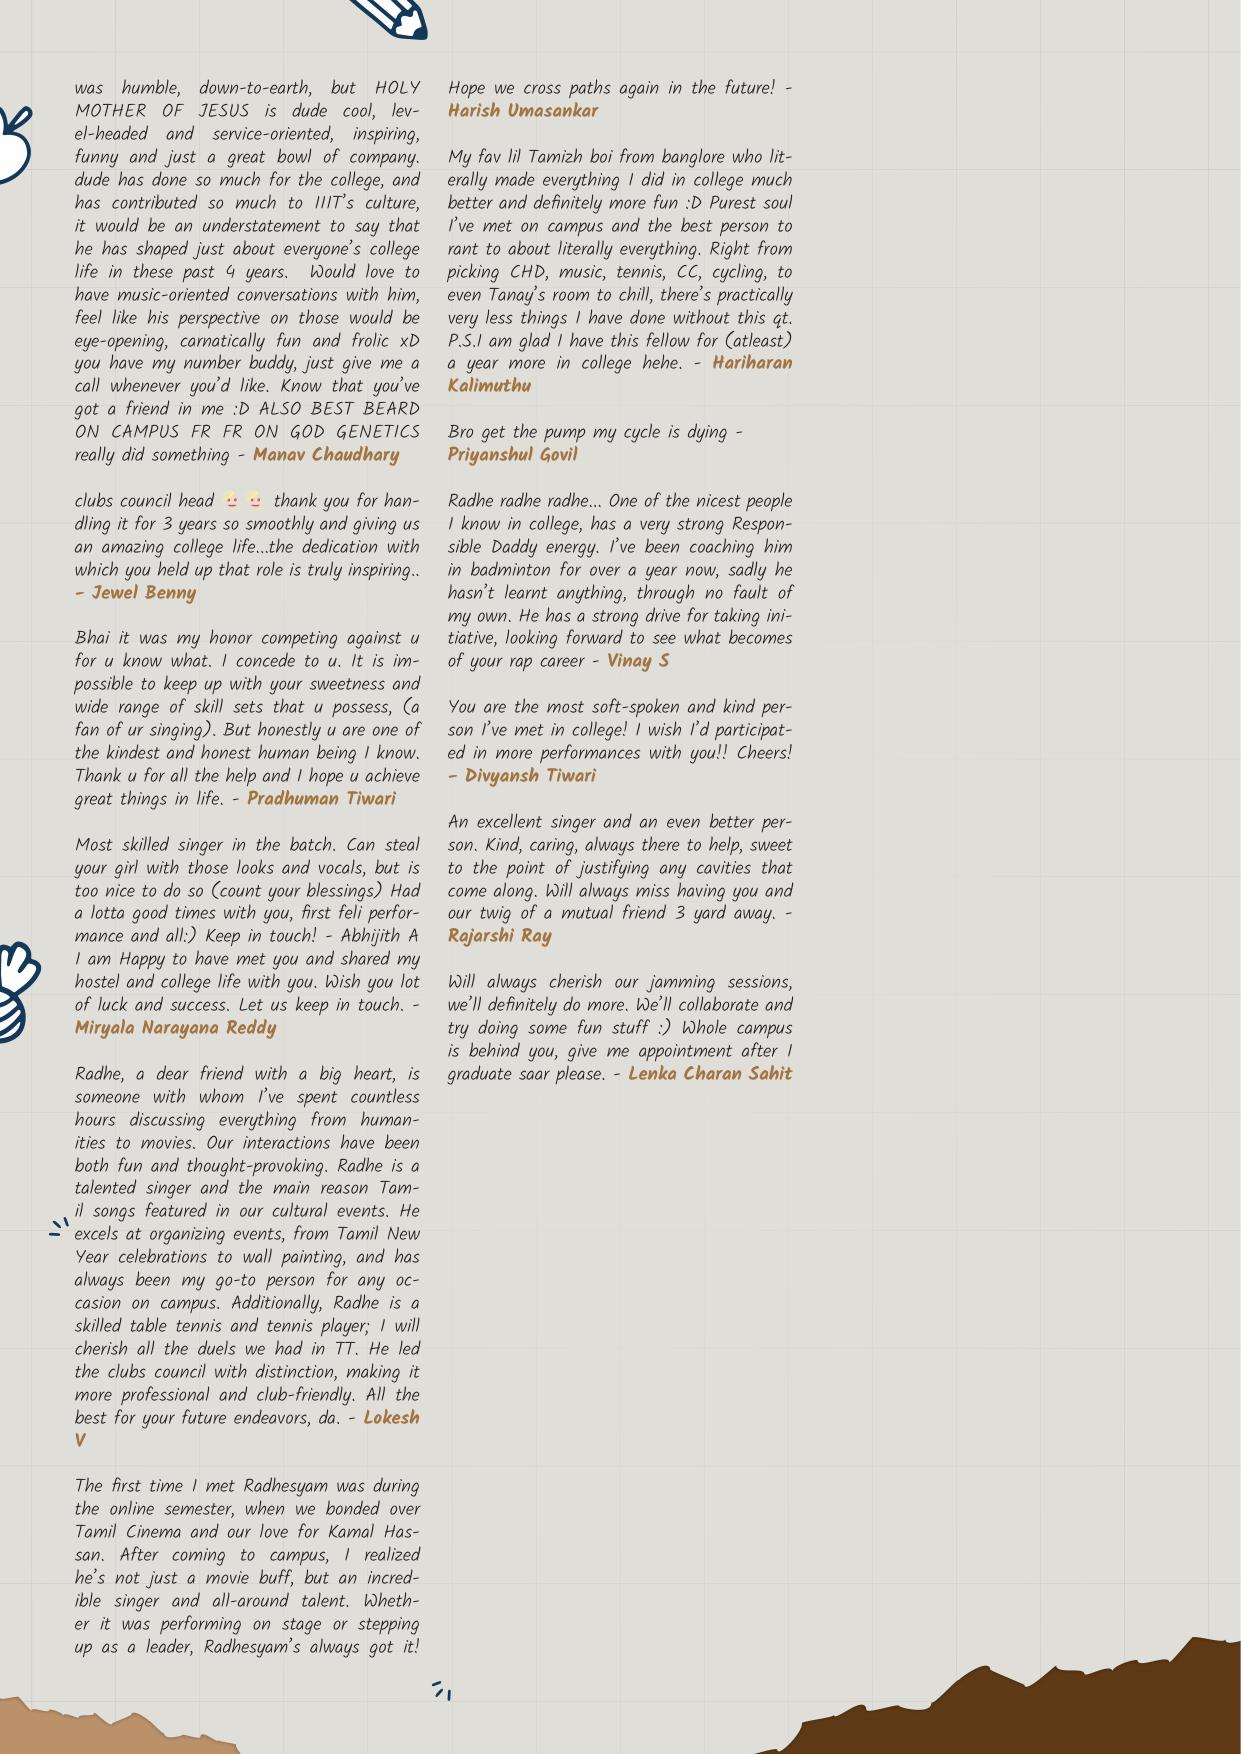 was humble, down-to-earth, but HOLY
MOTHER OF JESUS is dude cool, lev-
el-headed and service-oriented, inspiring,
funny and just a great bowl of company.
dude has done so much for the college, and
has contributed so much to IIIT's culture,
it would be an understatement to say that
he has shaped just about everyone's college
life in these past 4 years. Would love to
have music-oriented conversations with him,
feel like his perspective on those would be
eye-opening, carnatically fun and frolic xD
you have my number buddy, just give me a
call whenever you'd like. Know that you've
got a friend in me :D ALSO BEST BEARD
ON CAMPUS FR FR ON GOD GENETICS
really did something - Manav Chaudhary
clubs council head thank you for han-
dling it for 3 years so smoothly and giving us
an amazing college life...the dedication with
which you held up that role is truly inspiring..
- Jewel Benny
Bhai it was my honor competing against u
for u know what. I concede to u. It is im-
possible to keep up with your sweetness and
wide range of skill sets that u possess, (a
fan of ur singing). But honestly u are one of
the kindest and honest human being I know.
Thank u for all the help and I hope u achieve
great things in life. - Pradhuman Tiwari
Most skilled singer in the batch. Can steal
your girl with those looks and vocals, but is
too nice to do so (count your blessings) Had
a lotta good times with you, first feli perfor-
mance and all:) Keep in touch! - Abhijith A
I am Happy to have met you and shared my
hostel and college life with you. Wish you lot
of luck and success. Let us keep in touch. -
Miryala Narayana Reddy
Radhe, a dear friend with a big heart, is
someone with whom I've spent countless
hours discussing everything from human-
ities to movies. Our interactions have been
both fun and thought-provoking. Radhe is a
talented singer and the main reason Tam-
il songs featured in our cultural events. He
excels at organizing events, from Tamil New
Year celebrations to wall painting, and has
always been my go-to person for any oc-
casion on campus. Additionally, Radhe is a
skilled table tennis and tennis player; I will
cherish all the duels we had in TT. He led
the clubs council with distinction, making it
more professional and club-friendly. All the
best for your future endeavors, da. - Lokesh
V
The first time I met Radhesyam was during
the online semester, when we bonded over
Tamil Cinema and our love for Kamal Has-
san. After coming to campus, I realized
he's not just a movie buff, but an incred-
ible singer and all-around talent. Wheth-
er it was performing on stage or stepping
up as a leader, Radhesyam's always got it!
Hope we cross paths again in the future! -
Harish Umasankar
My fav lil Tamizh boi from banglore who lit-
erally made everything I did in college much
better and definitely more fun :D Purest soul
I've met on campus and the best person to
rant to about literally everything. Right from
picking CHD, music, tennis, CC, cycling, to
even Tanay's room to chill, there's practically
very less things I have done without this qt.
P.S.I am glad I have this fellow for (atleast)
a year more in college hehe. - Hariharan
Kalimuthu
Bro get the pump my cycle is dying -
Priyanshul Govil
Radhe radhe radhe... One of the nicest people
I know in college, has a very strong Respon-
sible Daddy energy. I've been coaching him
in badminton for over a year now, sadly he
hasn't learnt anything, through no fault of
my own. He has a strong drive for taking ini-
tiative, looking forward to see what becomes
of your rap career - Vinay S
You are the most soft-spoken and kind per-
son I've met in college! I wish I'd participat-
ed in more performances with you!! Cheers!
- Divyansh Tiwari
An excellent singer and an even better per-
son. Kind, caring, always there to help, sweet
to the point of justifying any cavities that
come along. Will always miss having you and
our twig of a mutual friend 3 yard away. -
Rajarshi Ray
Will always cherish our jamming sessions,
we'll definitely do more. We'll collaborate and
try doing some fun stuff :) Whole campus
is behind you, give me appointment after I
graduate saar please. - Lenka Charan Sahit